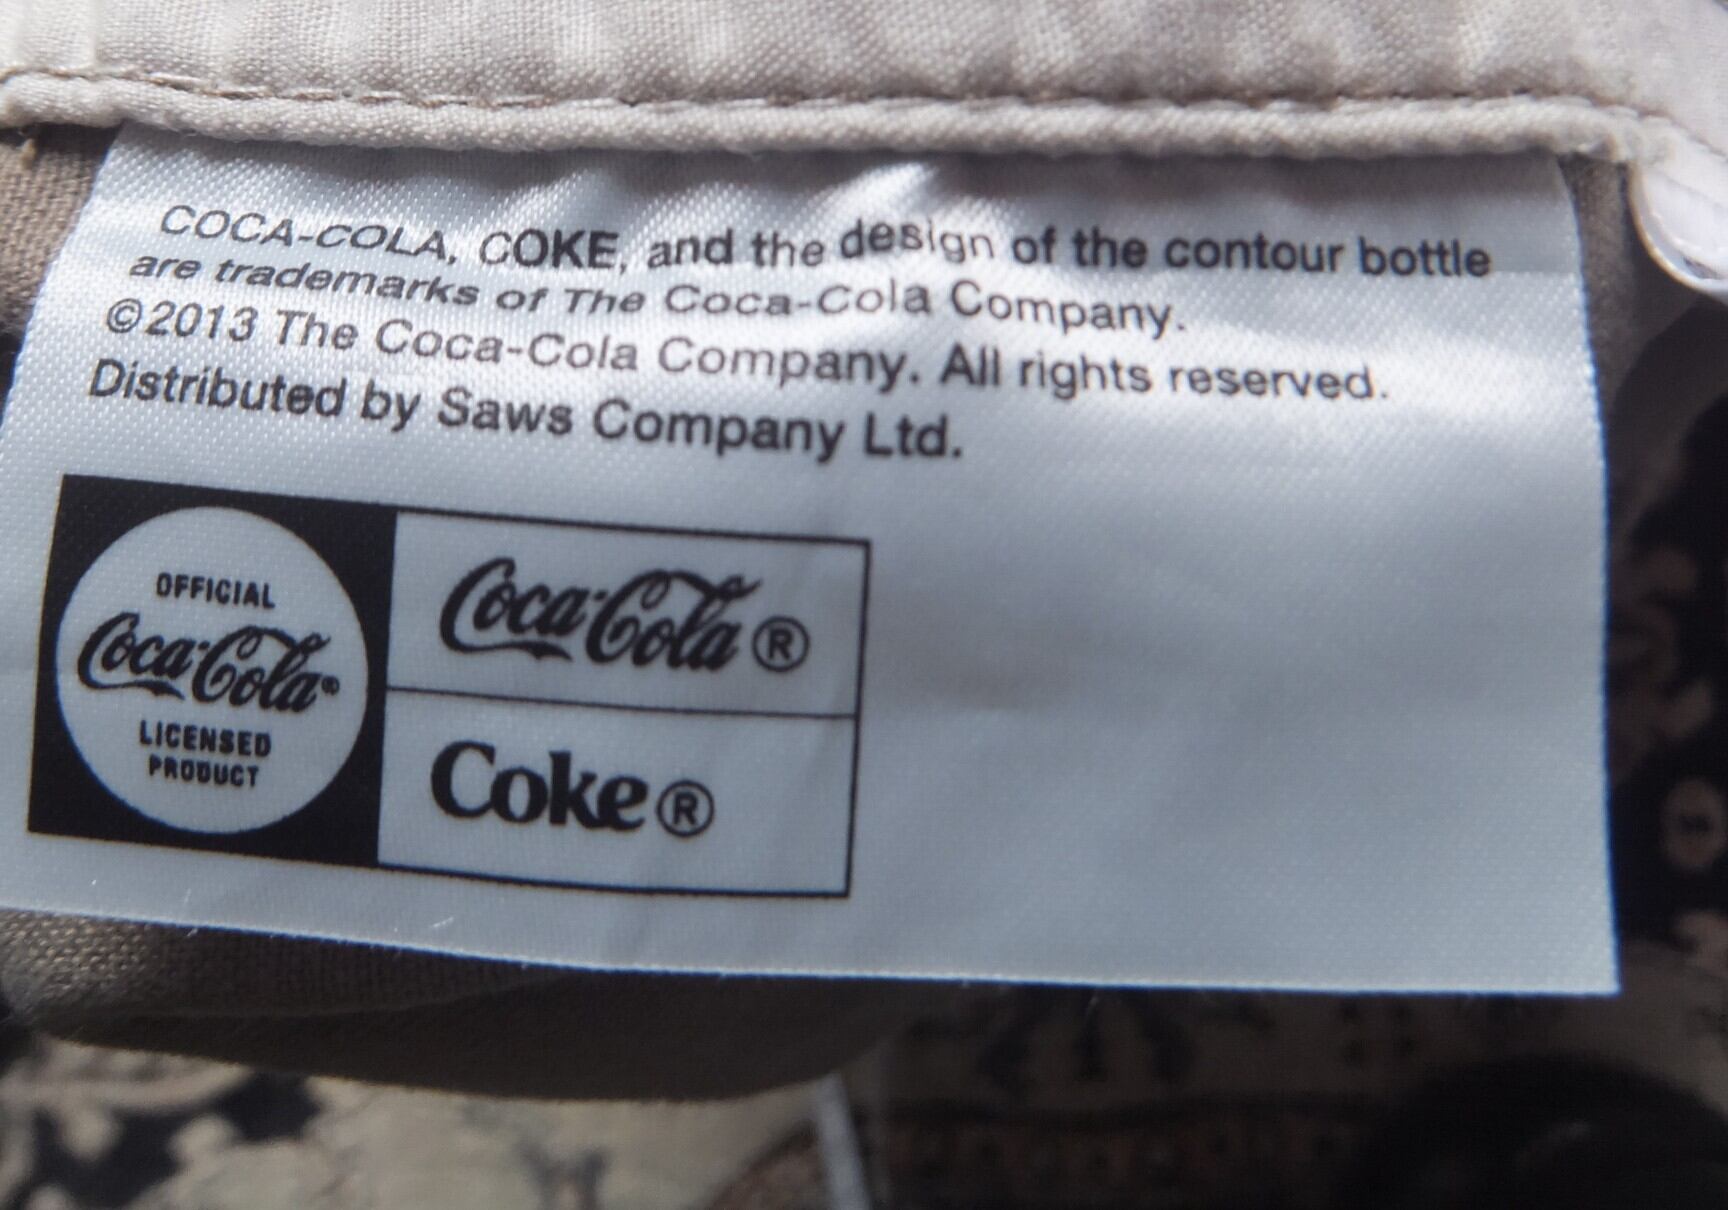 COCA-COLA, COKE, and the design of the contour bottle
are trademarks of The Coca-Cola Company.
©2013 The Coca-Cola Company. All rights reserved.
Distributed by Saws Company Ltd.
OFFICIAL
Coca-Cola®
LICENSED
PRODUCT
Coca-Cola®
Coke®